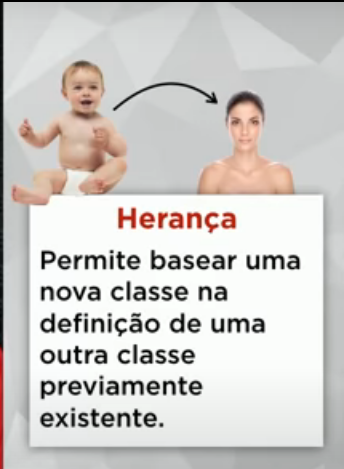 Herança
Permite basear uma
nova classe na
definição de uma
outra classe
previamente
existente.